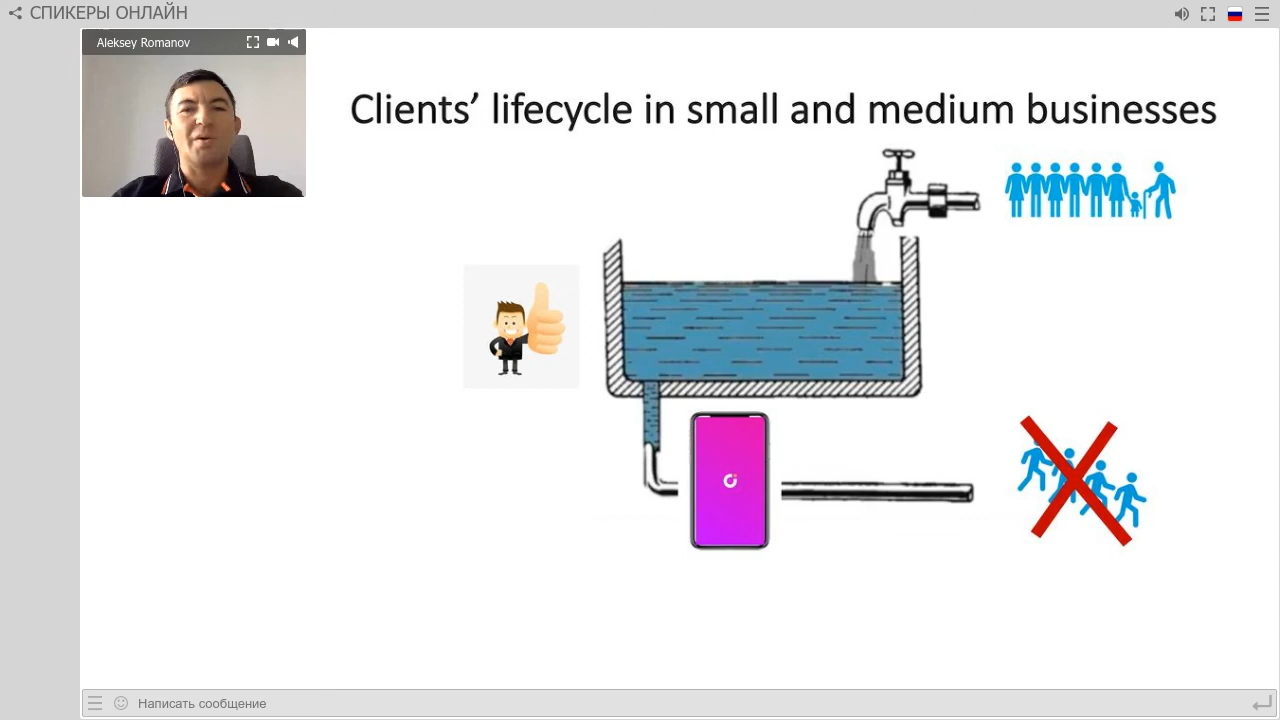 СПИКЕРЫ ОНЛАЙН
Aleksey Romanov
Clients’ lifecycle in small and medium businesses
Написать сообщение